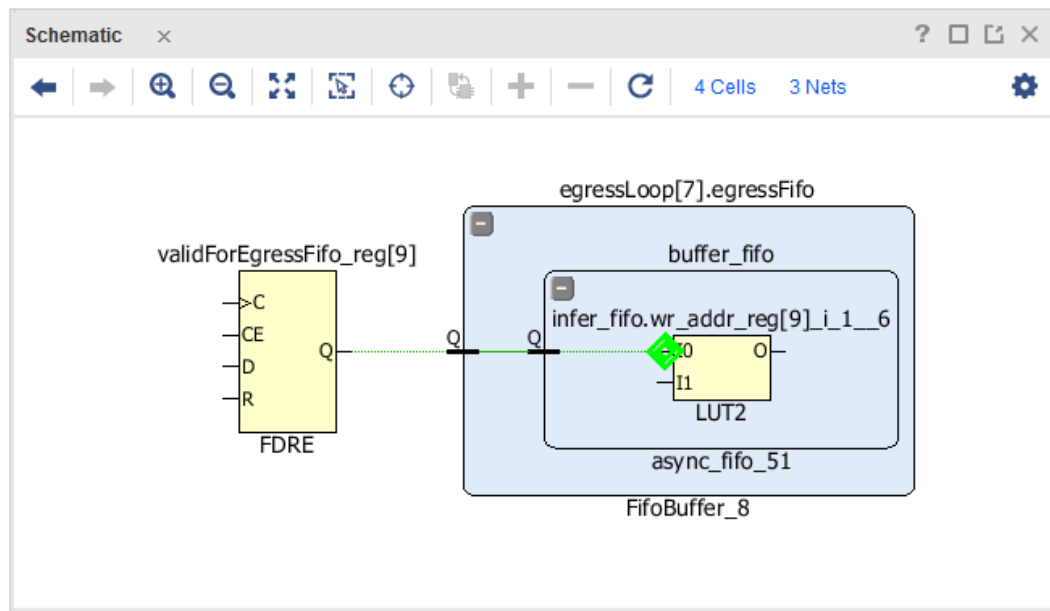 Schematic ×
?
4 Cells 3 Nets
egressLoop[7].egressFifo
validForEgressFifo_reg[9]
buffer_fifo
infer_fifo.wr_addr_reg[9]_i_1__6
C
CE
Q
D
R
Q
Q
I0
O
I1
LUT2
FDRE
async_fifo_51
FifoBuffer_8